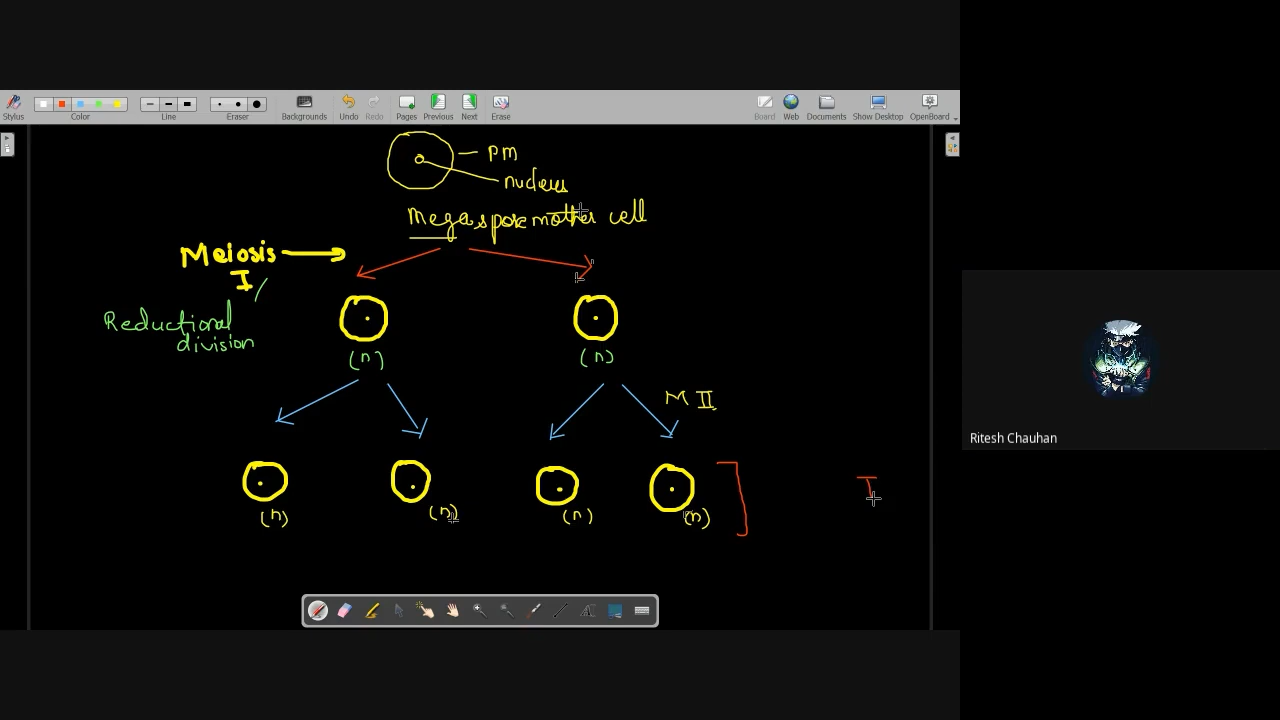 Stylus
Color
Line
Eraser
Backgrounds
Undo
Redo
Pages
Previous
Next
Erase
Board
Web
Documents
Show Desktop
OpenBoard
pm
nucleus
Megaspore mother cell
Meiosis
I
Reductional
division
(n) (n)
M II
(n) (n) (n) (n)
Ritesh Chauhan